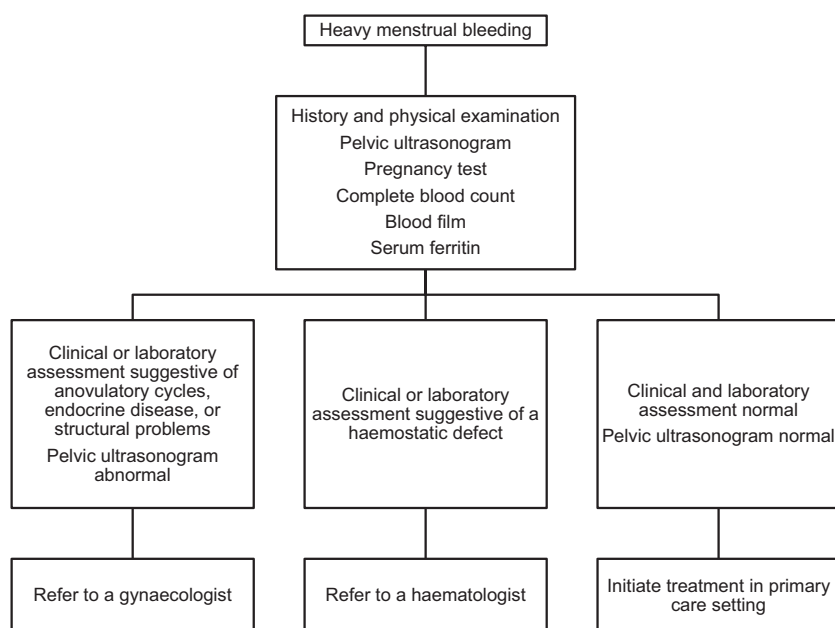 Heavy menstrual bleeding
History and physical examination
Pelvic ultrasonogram
Pregnancy test
Complete blood count
Blood film
Serum ferritin
Clinical or laboratory
assessment suggestive of
anovulatory cycles,
endocrine disease, or
structural problems
Pelvic ultrasonogram
abnormal
Clinical or laboratory
assessment suggestive of a
haemostatic defect
Clinical and laboratory
assessment normal
Pelvic ultrasonogram normal
Refer to a gynaecologist
Refer to a haematologist
Initiate treatment in primary
care setting